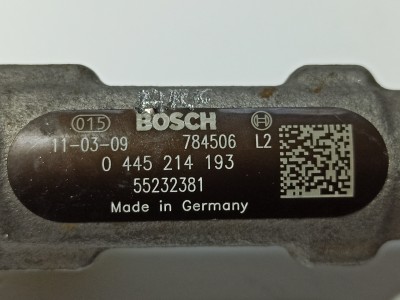 015 BOSCH
11-03-09 784506 L2
0 445 214 193
55232381
Made in Germany